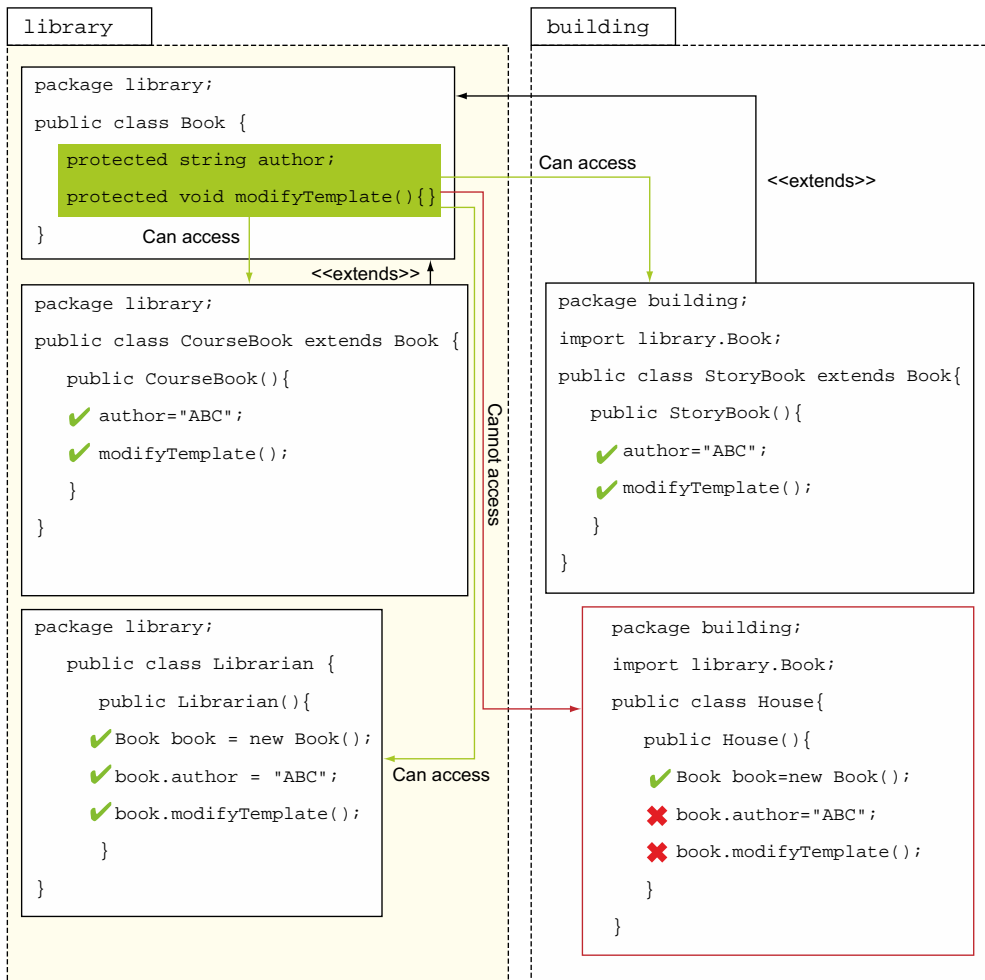 library
package library;
public class Book {
protected string author;
protected void modifyTemplate(){}
}
Can access
<<extends>>
package library;
public class CourseBook extends Book {
public CourseBook(){
author="ABC";
modifyTemplate();
}
}
package library;
public class Librarian {
public Librarian(){
Book book = new Book();
book.author = "ABC";
book.modifyTemplate();
}
}
Can access
Cannot access
building
Can access
<<extends>>
package building;
import library.Book;
public class StoryBook extends Book{
public StoryBook(){
author="ABC";
modifyTemplate();
}
}
package building;
import library.Book;
public class House{
public House(){
Book book=new Book();
book.author="ABC";
book.modifyTemplate();
}
}